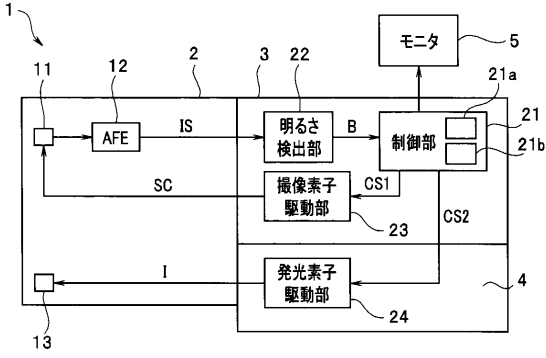 1
モニタ
5
11
12
2
3
22
21a
AFE
IS
明るさ
検出部
B
制御部
21
21b
SC
撮像素子
駆動部
CS1
23
CS2
13
I
発光素子
駆動部
24
4